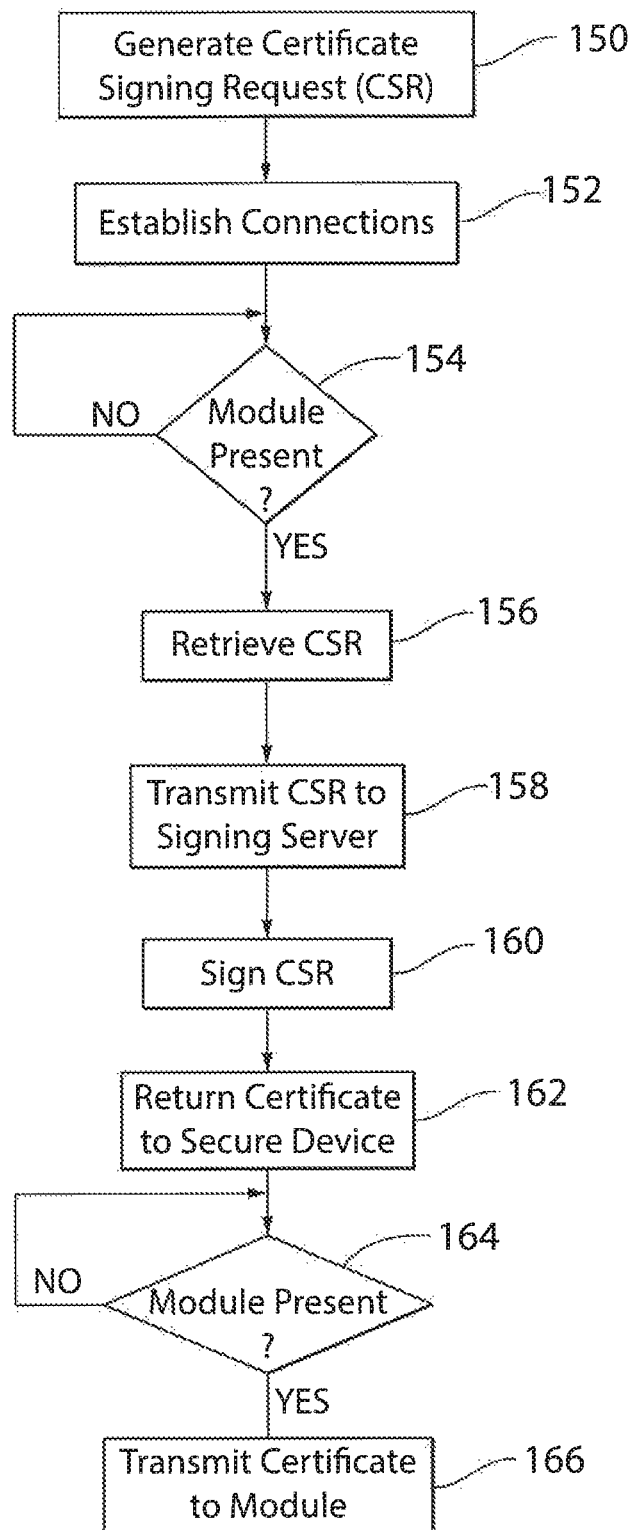 Generate Certificate
Signing Request (CSR)
150
Establish Connections
152
154
NO
Module
Present
?
YES
Retrieve CSR
156
Transmit CSR to
Signing Server
158
Sign CSR
160
Return Certificate
to Secure Device
162
164
NO
Module Present
?
YES
Transmit Certificate
to Module
166